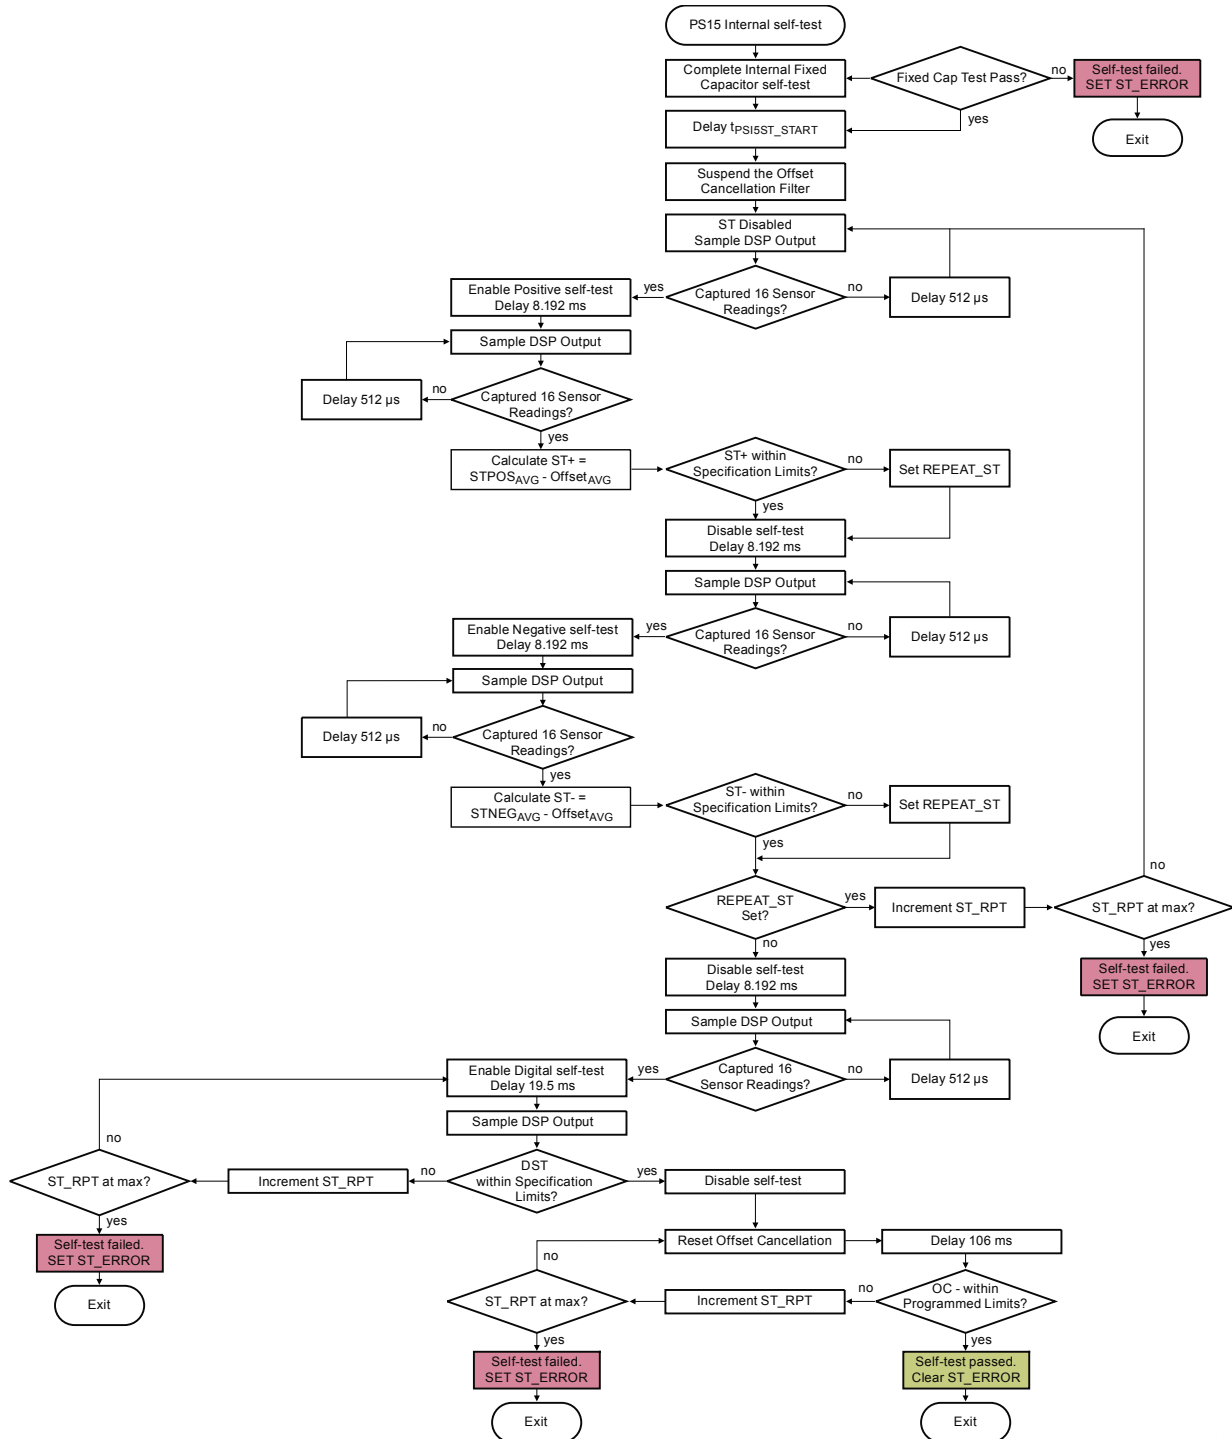 PS15 Internal self-test
Complete Internal Fixed
Capacitor self-test
Fixed Cap Test Pass?
no
Self-test failed.
SET ST_ERROR
yes
Exit
Delay tPSI5ST_START
Suspend the Offset
Cancellation Filter
ST Disabled
Sample DSP Output
Captured 16 Sensor
Readings?
no
Delay 512 µs
yes
Enable Positive self-test
Delay 8.192 ms
Sample DSP Output
Captured 16 Sensor
Readings?
no
Delay 512 µs
yes
Calculate ST+ =
STPOSAVG - OffsetAVG
ST+ within
Specification Limits?
no
Set REPEAT_ST
yes
Disable self-test
Delay 8.192 ms
Sample DSP Output
Captured 16 Sensor
Readings?
no
Delay 512 µs
yes
Enable Negative self-test
Delay 8.192 ms
Sample DSP Output
Captured 16 Sensor
Readings?
no
Delay 512 µs
yes
Calculate ST- =
STNEGAVG - OffsetAVG
ST- within
Specification Limits?
no
Set REPEAT_ST
yes
REPEAT_ST
Set?
yes
Increment ST_RPT
ST_RPT at max?
no
yes
Self-test failed.
SET ST_ERROR
Exit
no
Disable self-test
Delay 8.192 ms
Sample DSP Output
Captured 16
Sensor Readings?
no
Delay 512 µs
yes
Enable Digital self-test
Delay 19.5 ms
Sample DSP Output
DST
within Specification
Limits?
no
Increment ST_RPT
ST_RPT at max?
no
yes
Self-test failed.
SET ST_ERROR
Exit
yes
Disable self-test
Reset Offset Cancellation
Delay 106 ms
OC - within
Programmed Limits?
no
Increment ST_RPT
ST_RPT at max?
no
yes
Self-test failed.
SET ST_ERROR
Exit
yes
Self-test passed.
Clear ST_ERROR
Exit